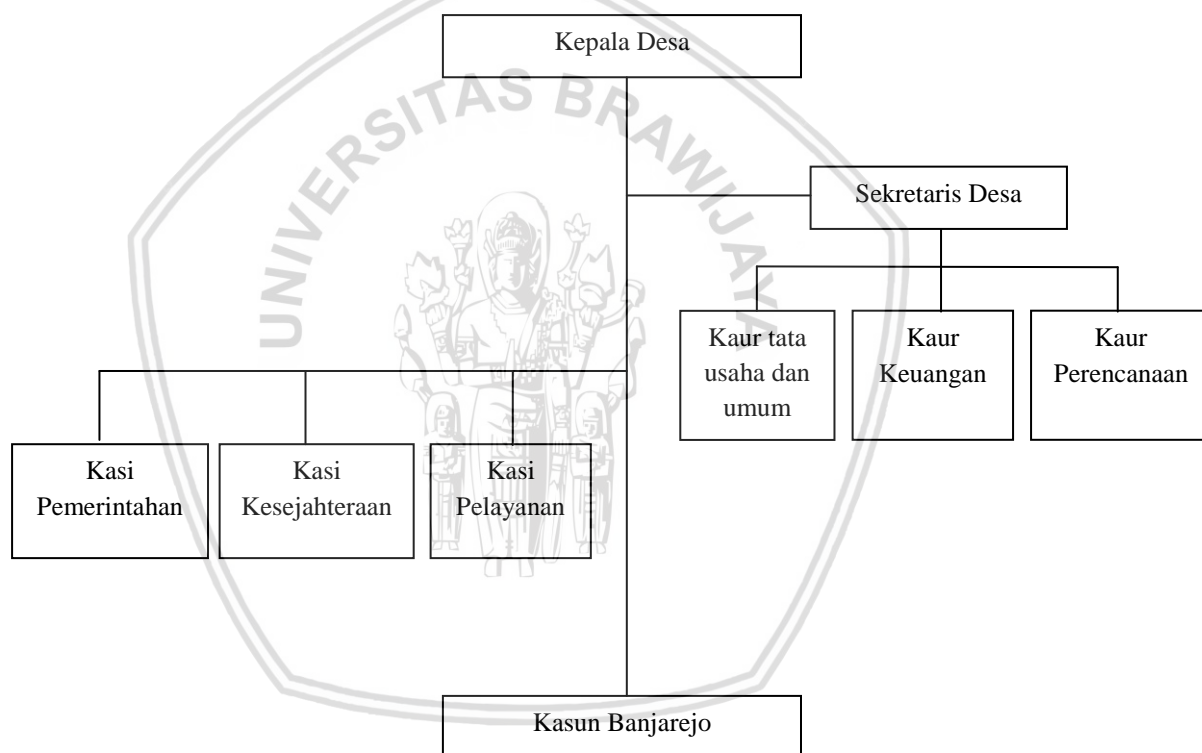 Kepala Desa
UNIVERSITAS BRAWIJAYA
Sekretaris Desa
Kaur tata
usaha dan
umum
Kaur
Keuangan
Kaur
Perencanaan
Kasi
Pemerintahan
Kasi
Kesejahteraan
Kasi
Pelayanan
Kasun Banjarejo